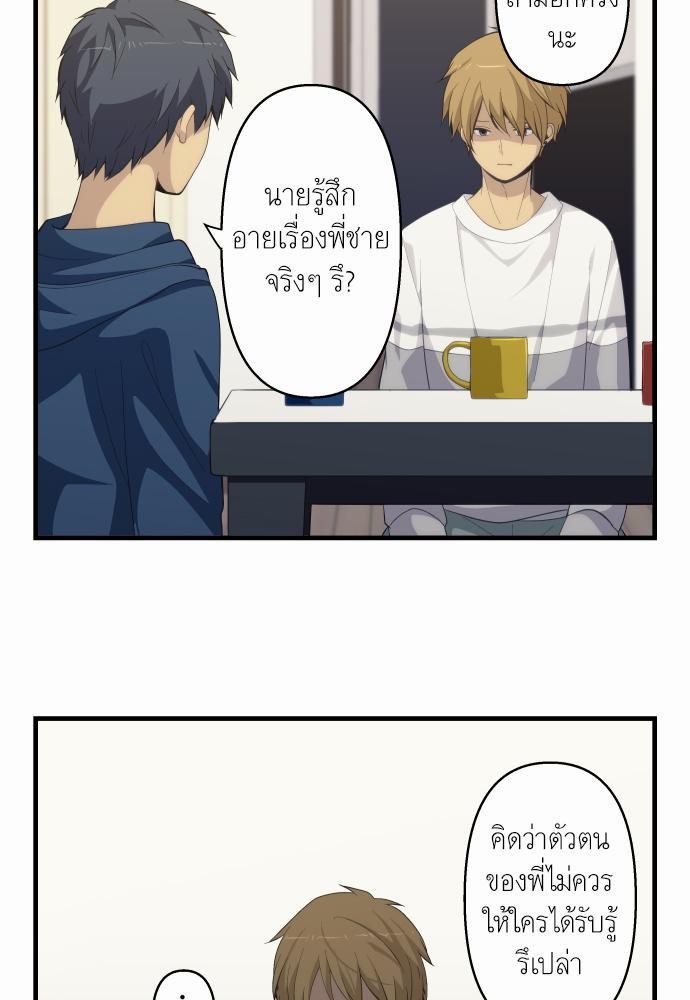 นะ
นายรู้สึก
อายเรื่องพี่ชาย
จริงๆ รึ?
คิดว่าตัวตน
ของพี่ไม่ควร
ให้ใครได้รับรู้
รึเปล่า